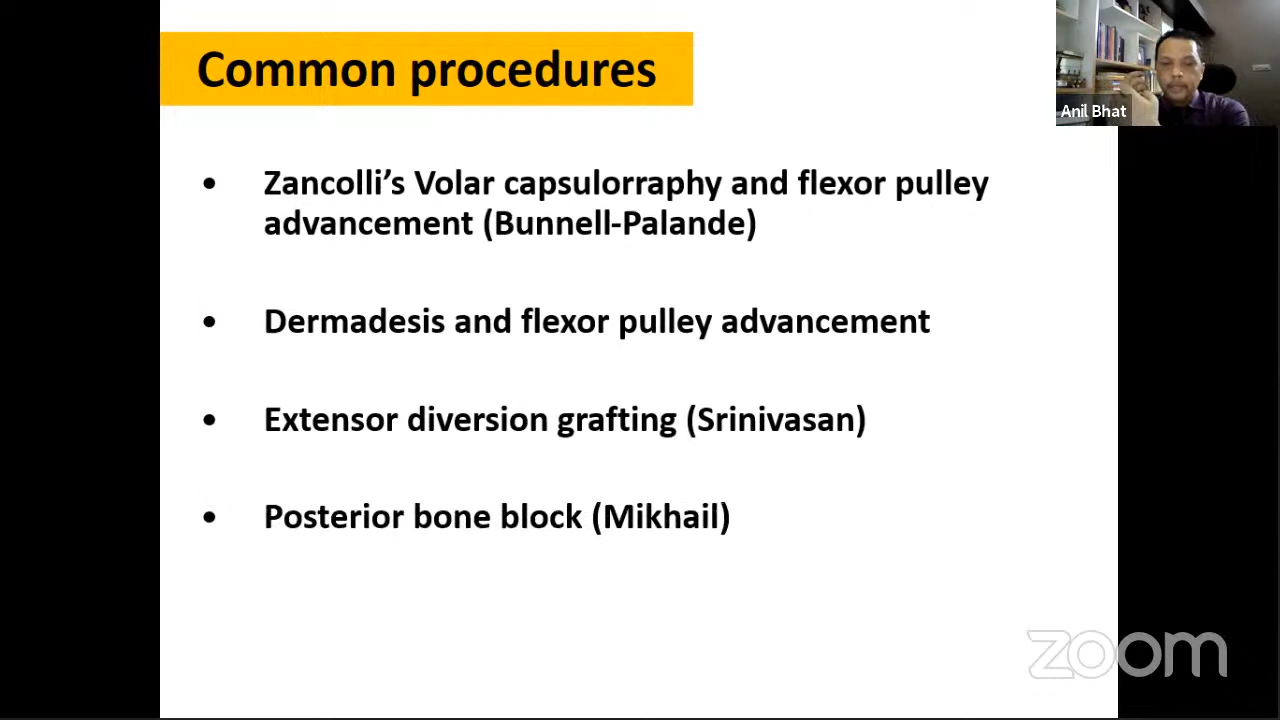 Common procedures
Anil Bhat
• Zancolli’s Volar capsulorraphy and flexor pulley
advancement (Bunnell-Palande)
• Dermadesis and flexor pulley advancement
• Extensor diversion grafting (Srinivasan)
• Posterior bone block (Mikhail)
zoom